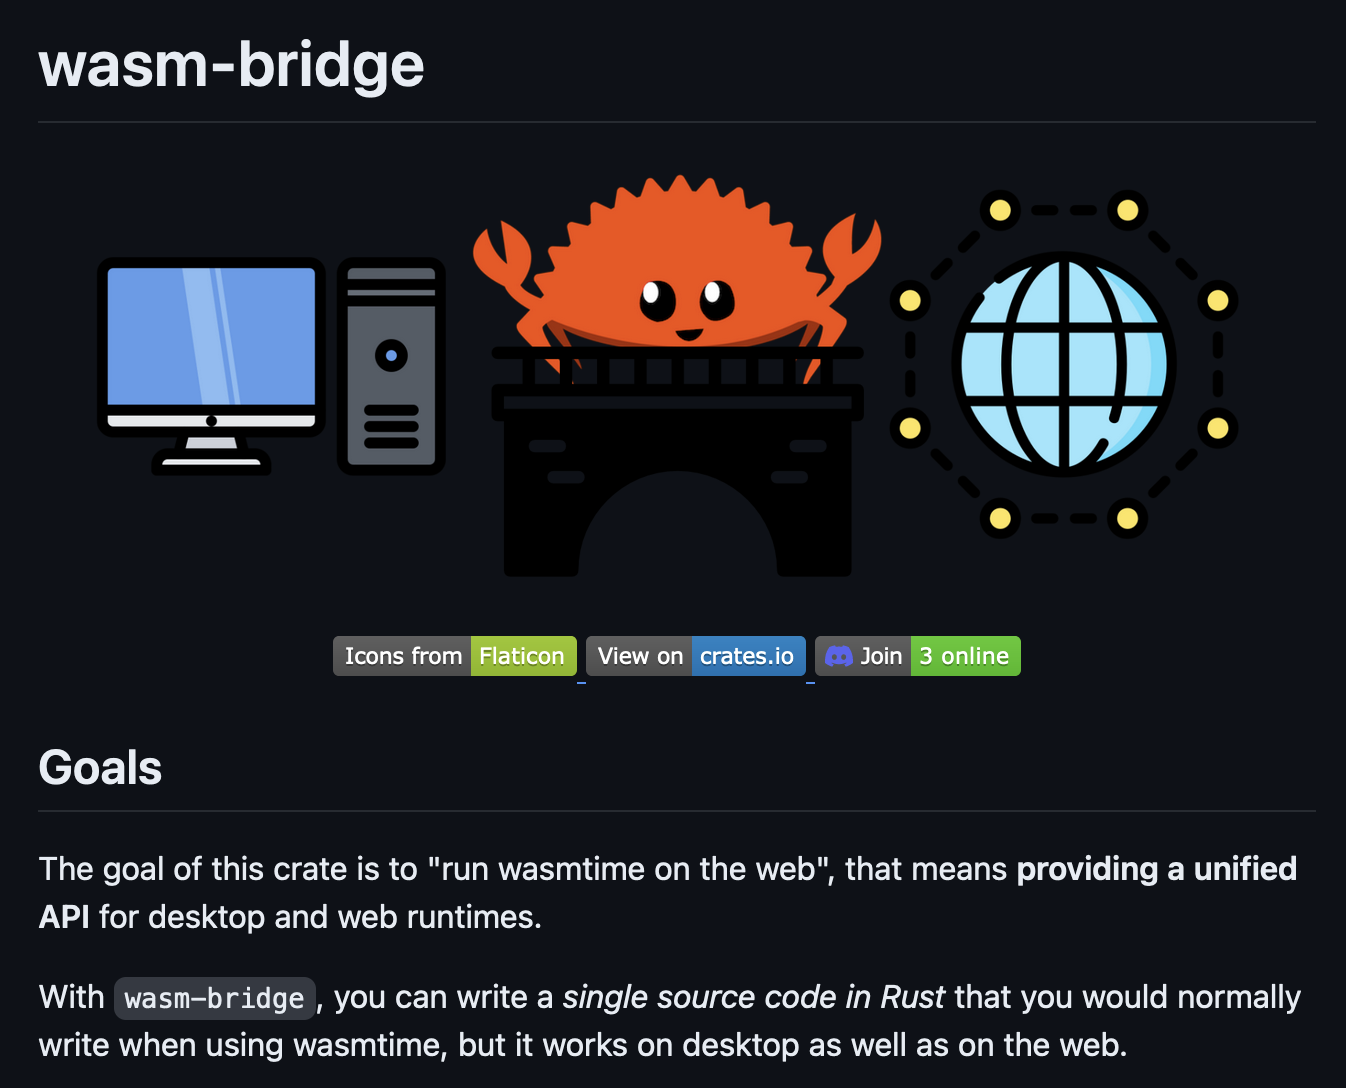 wasm-bridge
Icons from Flaticon View on crates.io Join 3 online
Goals
The goal of this crate is to "run wasmtime on the web", that means providing a unified
API for desktop and web runtimes.
With wasm-bridge, you can write a single source code in Rust that you would normally
write when using wasmtime, but it works on desktop as well as on the web.